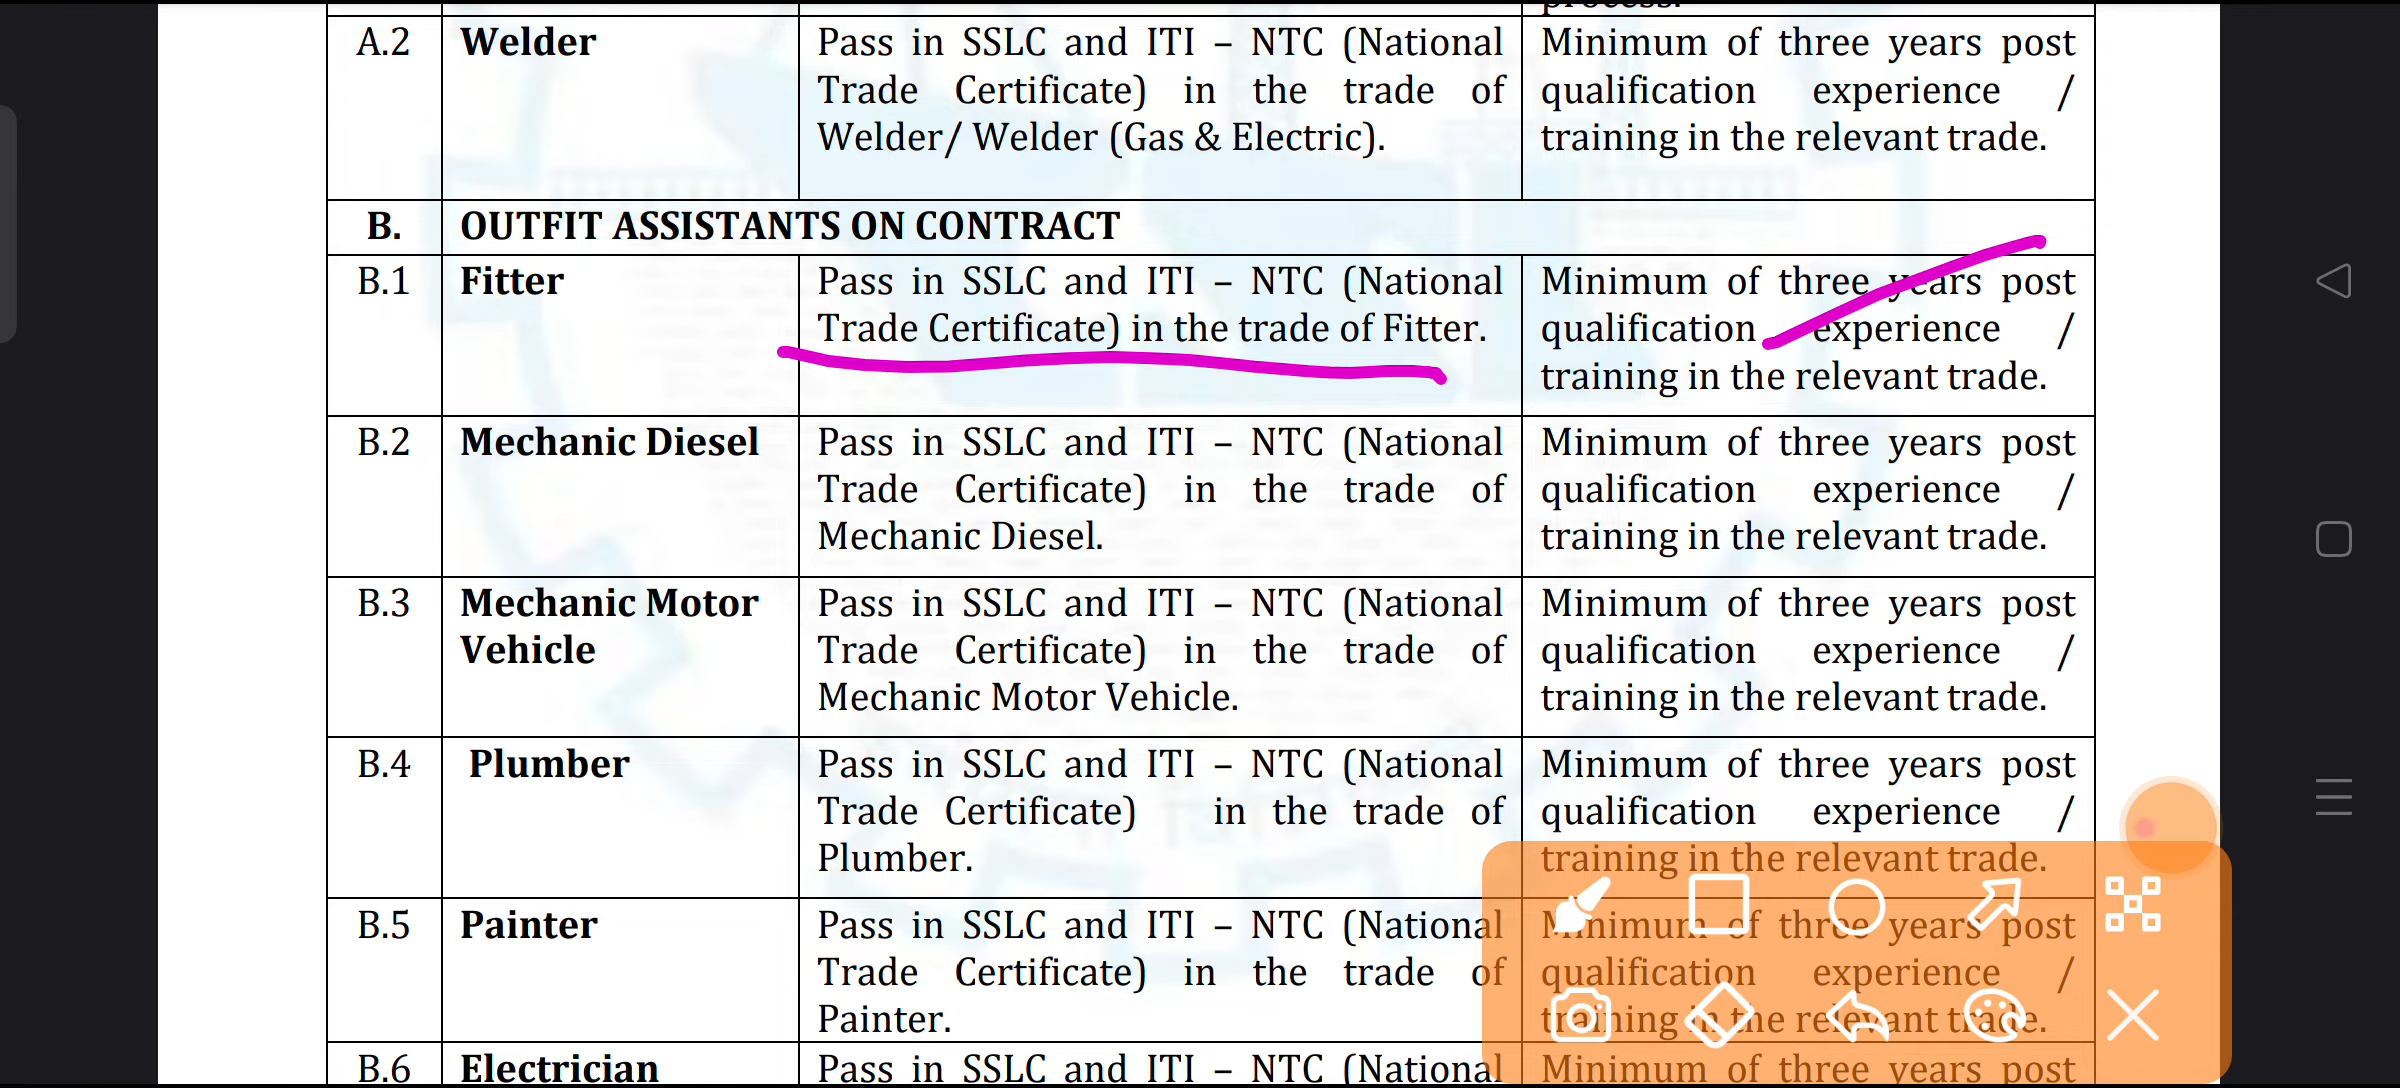 process.
A.2 Welder Pass in SSLC and ITI – NTC (National Minimum of three years post
Trade Certificate) in the trade of qualification experience /
Welder/ Welder (Gas & Electric). training in the relevant trade.
B. OUTFIT ASSISTANTS ON CONTRACT
B.1 Fitter Pass in SSLC and ITI – NTC (National Minimum of three years post
Trade Certificate) in the trade of Fitter. qualification experience /
training in the relevant trade.
B.2 Mechanic Diesel Pass in SSLC and ITI – NTC (National Minimum of three years post
Trade Certificate) in the trade of qualification experience /
Mechanic Diesel. training in the relevant trade.
B.3 Mechanic Motor Pass in SSLC and ITI – NTC (National Minimum of three years post
Vehicle Trade Certificate) in the trade of qualification experience /
Mechanic Motor Vehicle. training in the relevant trade.
B.4 Plumber Pass in SSLC and ITI – NTC (National Minimum of three years post
Trade Certificate) in the trade of qualification experience /
Plumber. training in the relevant trade.
B.5 Painter Pass in SSLC and ITI – NTC (National Minimum of three years post
Trade Certificate) in the trade of qualification experience /
Painter. training in the relevant trade.
B.6 Electrician Pass in SSLC and ITI – NTC (National Minimum of three years post